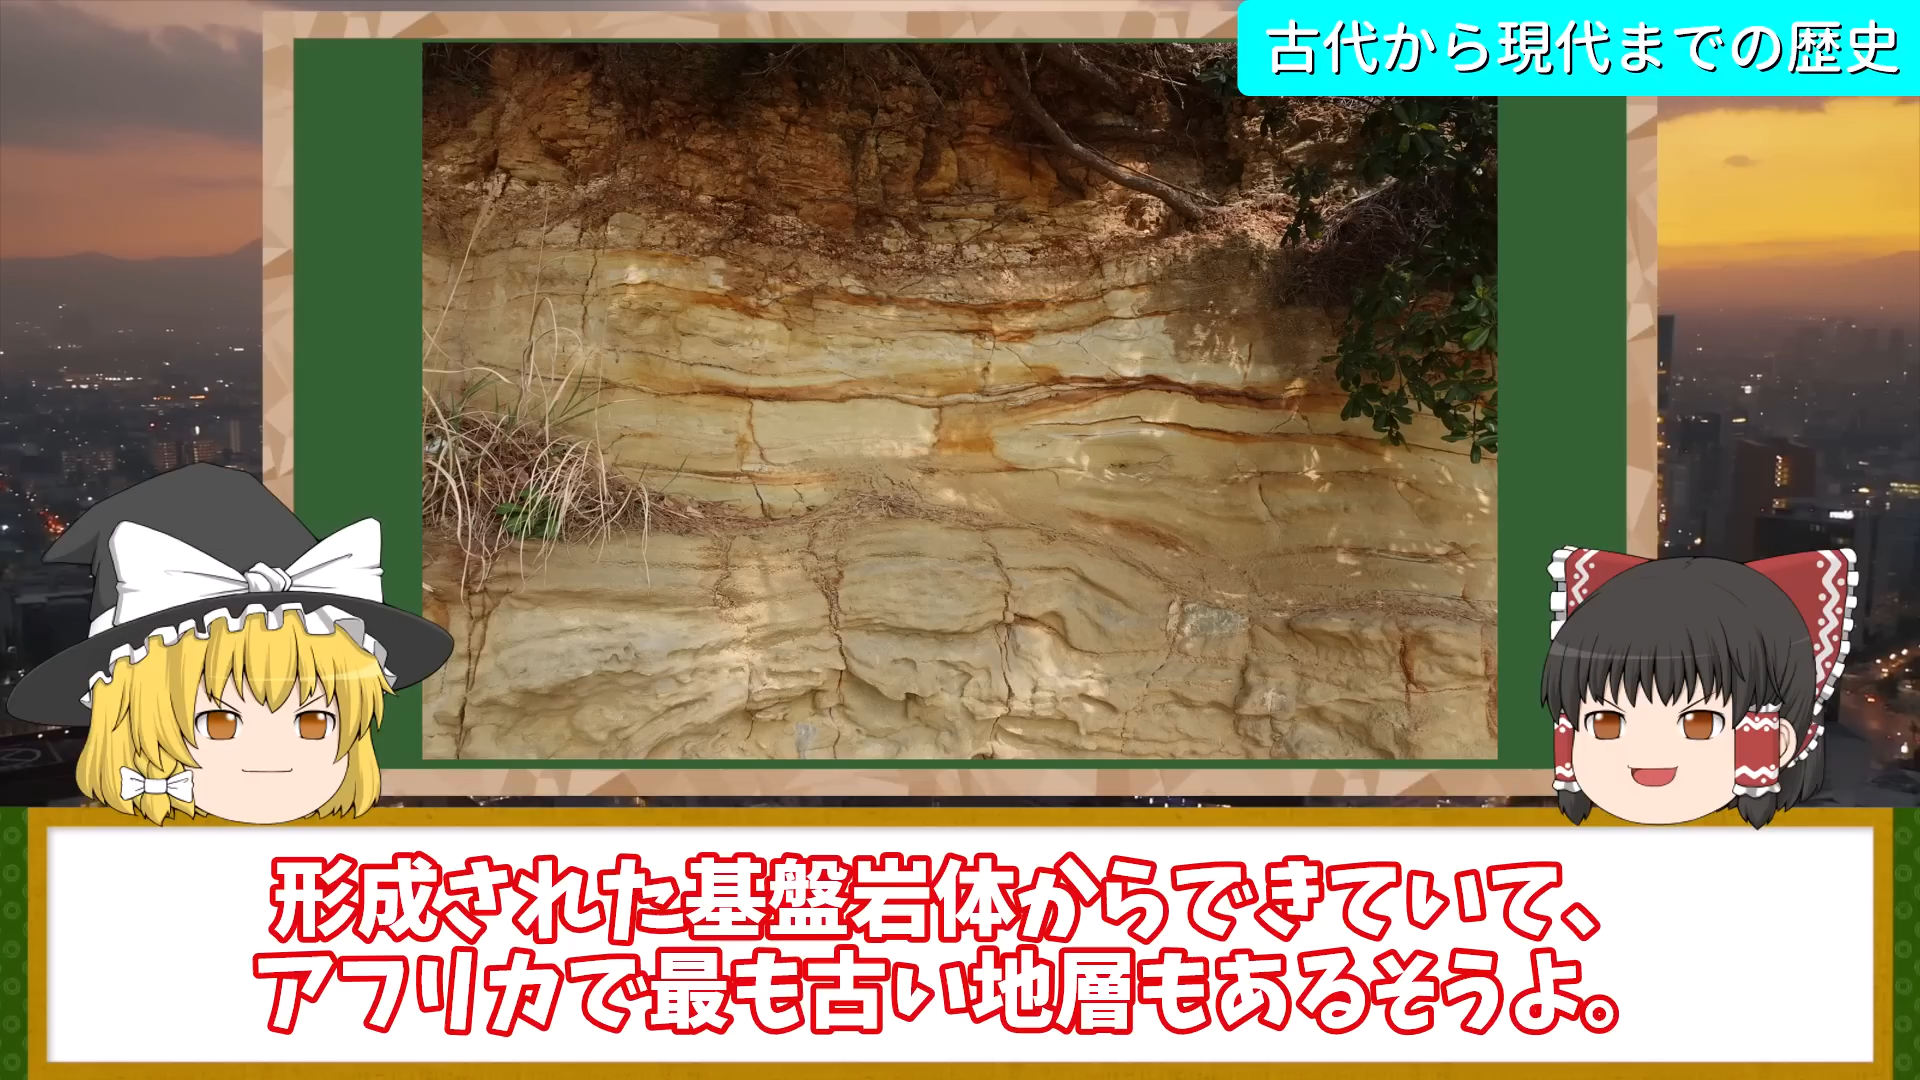 古代から現代までの歴史
形成された基盤岩体からできていて、
アフリカで最も古い地層もあるそうよ。